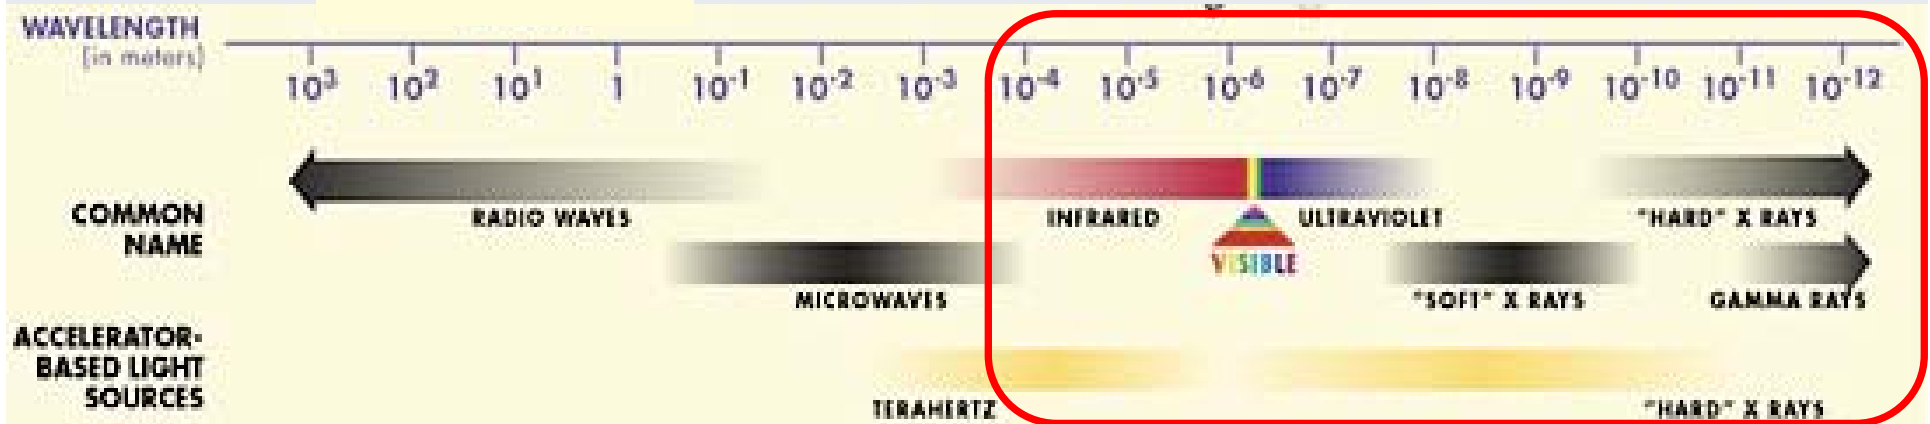 WAVELENGTH
[in meters]
10³ 10² 10¹ 1 10⁻¹ 10⁻² 10⁻³ 10⁻⁴ 10⁻⁵ 10⁻⁶ 10⁻⁷ 10⁻⁸ 10⁻⁹ 10⁻¹⁰ 10⁻¹¹ 10⁻¹²
COMMON
NAME
RADIO WAVES INFRARED ULTRAVIOLET "HARD" X RAYS
VISIBLE
MICROWAVES "SOFT" X RAYS GAMMA RAYS
ACCELERATOR-
BASED LIGHT
SOURCES
TERAHERTZ "HARD" X RAYS